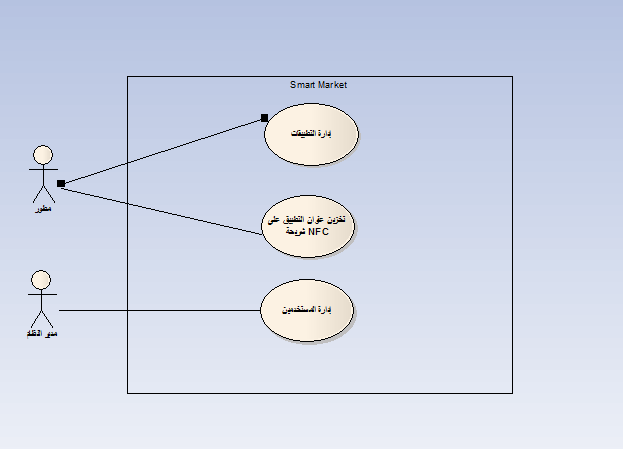 Smart Market
إدارة التطبيقات
مطور
تخزين عنوان التطبيق على
شريحة NFC
إدارة المستخدمين
مدير النظام